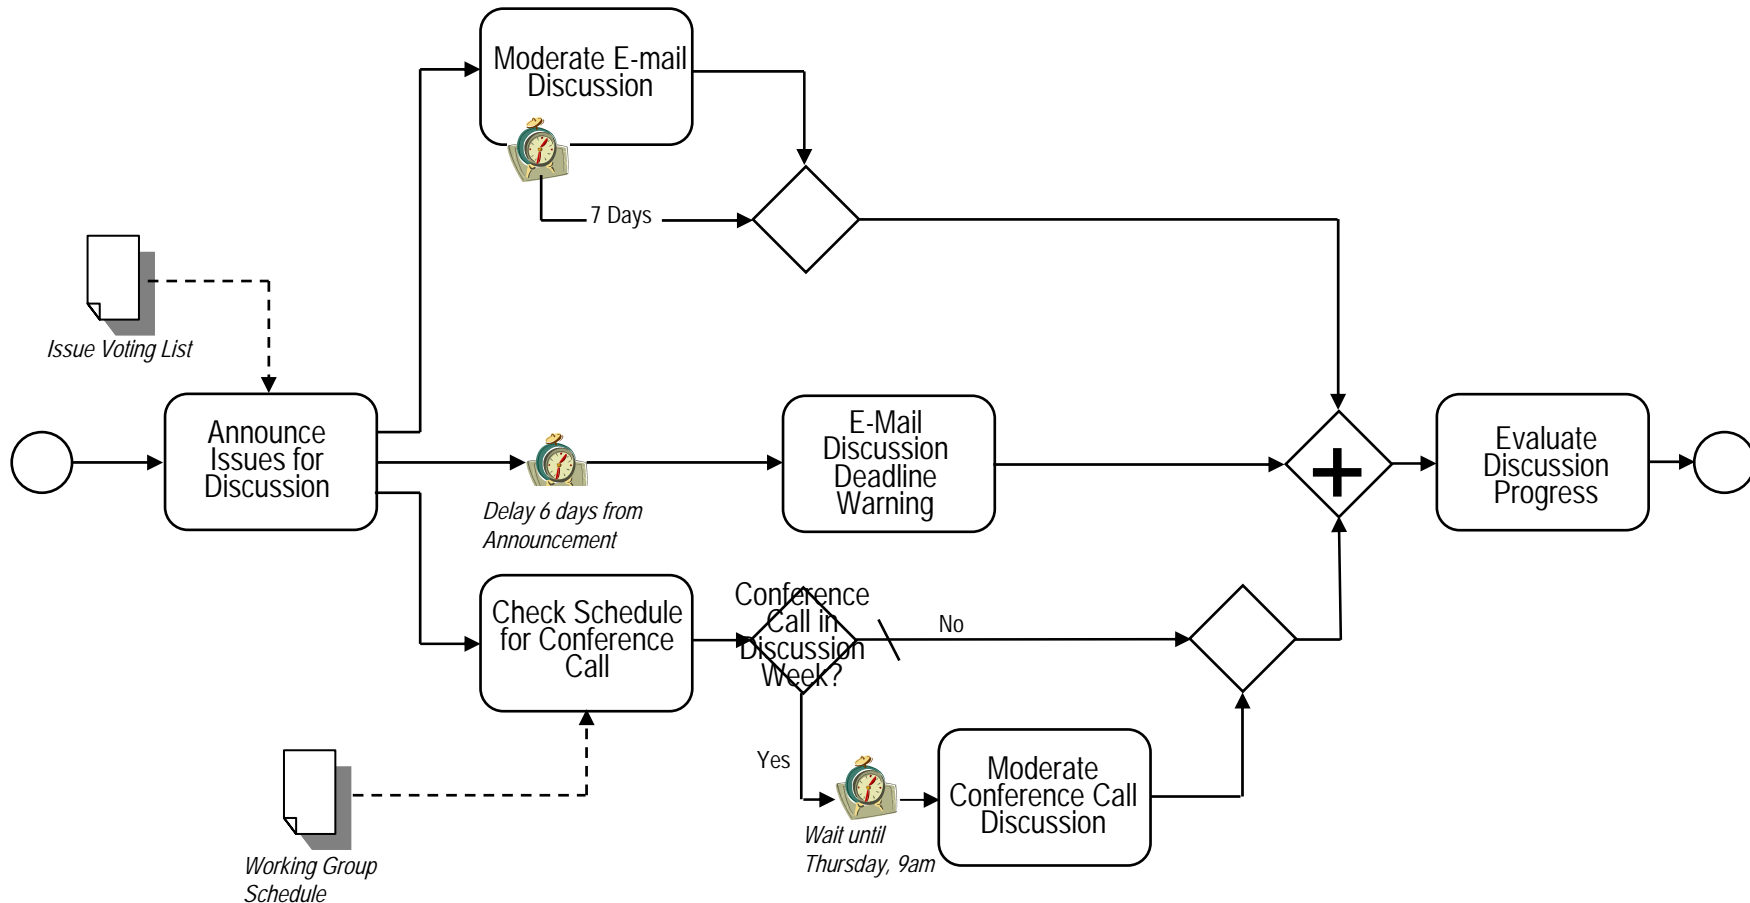 Moderate E-mail
Discussion
7 Days
Issue Voting List
Announce
Issues for
Discussion
E-Mail
Discussion
Deadline
Warning
Evaluate
Discussion
Progress
Delay 6 days from
Announcement
Check Schedule
for Conference
Call
Conference
Call in
Discussion
Week?
No
Yes
Moderate
Conference Call
Discussion
Wait until
Thursday, 9am
Working Group
Schedule